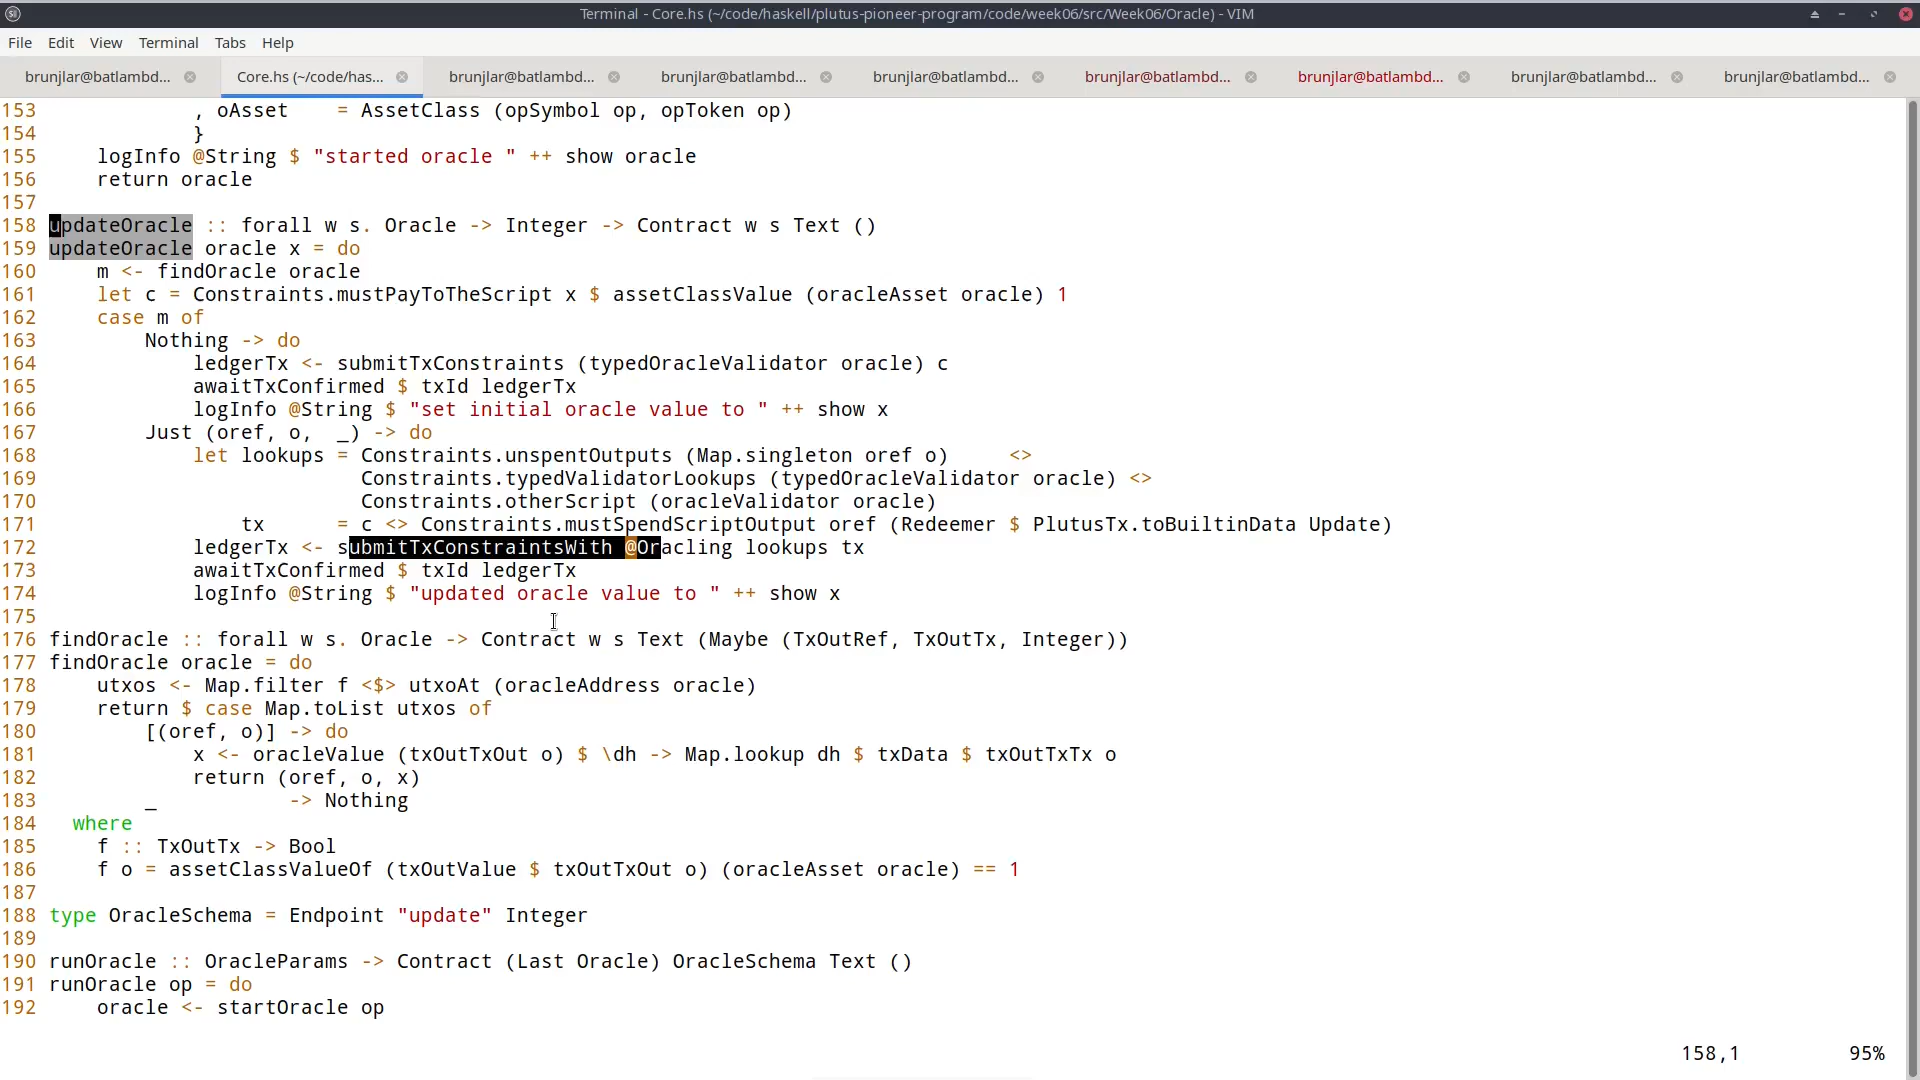 Terminal - Core.hs (~/code/haskell/plutus-pioneer-program/code/week06/src/Week06/Oracle) - VIM
File Edit View Terminal Tabs Help
brunjlar@batlambd... Core.hs (~/code/has... brunjlar@batlambd... brunjlar@batlambd... brunjlar@batlambd... brunjlar@batlambd... brunjlar@batlambd... brunjlar@batlambd... brunjlar@batlambd...
153             , oAsset    = AssetClass (opSymbol op, opToken op)
154             }
155     logInfo @String $ "started oracle " ++ show oracle
156     return oracle
157
158 updateOracle :: forall w s. Oracle -> Integer -> Contract w s Text ()
159 updateOracle oracle x = do
160     m <- findOracle oracle
161     let c = Constraints.mustPayToTheScript x $ assetClassValue (oracleAsset oracle) 1
162     case m of
163         Nothing -> do
164             ledgerTx <- submitTxConstraints (typedOracleValidator oracle) c
165             awaitTxConfirmed $ txId ledgerTx
166             logInfo @String $ "set initial oracle value to " ++ show x
167         Just (oref, o,  _) -> do
168             let lookups = Constraints.unspentOutputs (Map.singleton oref o)     <>
169                           Constraints.typedValidatorLookups (typedOracleValidator oracle) <>
170                           Constraints.otherScript (oracleValidator oracle)
171                 tx      = c <> Constraints.mustSpendScriptOutput oref (Redeemer $ PlutusTx.toBuiltinData Update)
172             ledgerTx <- submitTxConstraintsWith @Oracling lookups tx
173             awaitTxConfirmed $ txId ledgerTx
174             logInfo @String $ "updated oracle value to " ++ show x
175
176 findOracle :: forall w s. Oracle -> Contract w s Text (Maybe (TxOutRef, TxOutTx, Integer))
177 findOracle oracle = do
178     utxos <- Map.filter f <$> utxoAt (oracleAddress oracle)
179     return $ case Map.toList utxos of
180         [(oref, o)] -> do
181             x <- oracleValue (txOutTxOut o) $ \dh -> Map.lookup dh $ txData $ txOutTxTx o
182             return (oref, o, x)
183         _           -> Nothing
184   where
185     f :: TxOutTx -> Bool
186     f o = assetClassValueOf (txOutValue $ txOutTxOut o) (oracleAsset oracle) == 1
187
188 type OracleSchema = Endpoint "update" Integer
189
190 runOracle :: OracleParams -> Contract (Last Oracle) OracleSchema Text ()
191 runOracle op = do
192     oracle <- startOracle op
158,1 95%